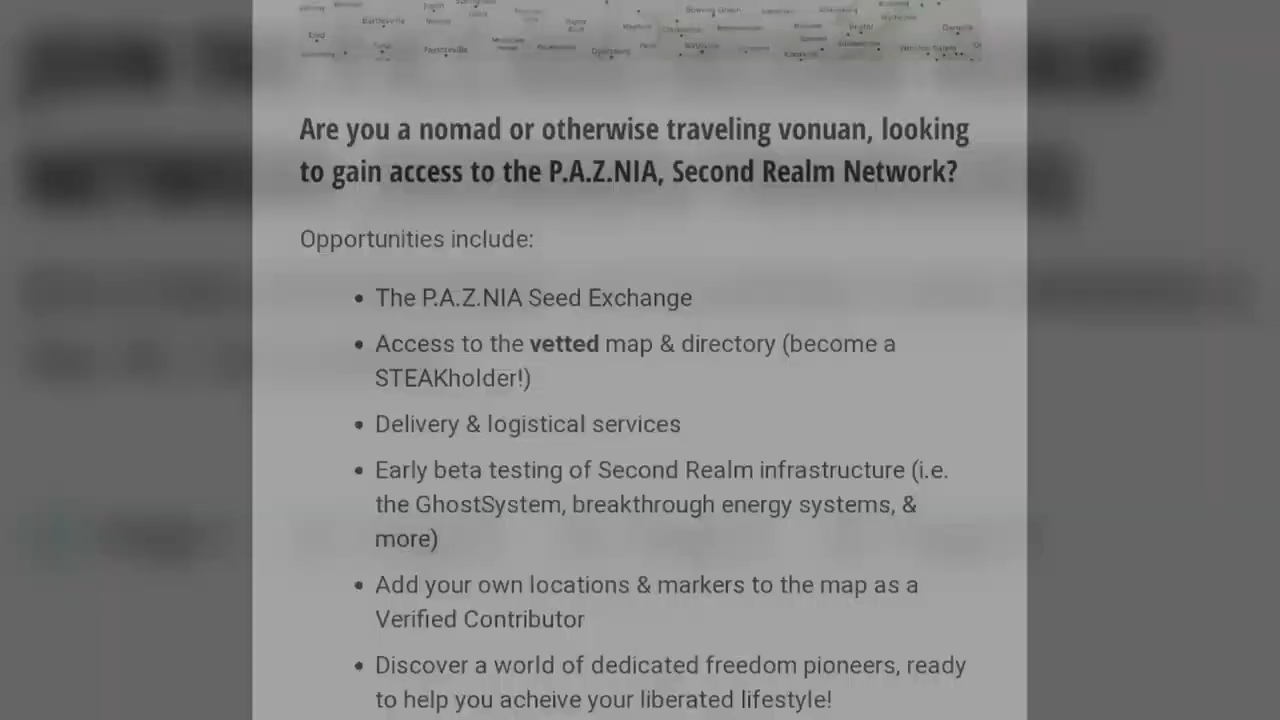 Are you a nomad or otherwise traveling vonuan, looking
to gain access to the P.A.Z.NIA, Second Realm Network?
Opportunities include:
• The P.A.Z.NIA Seed Exchange
• Access to the vetted map & directory (become a
STEAKholder!)
• Delivery & logistical services
• Early beta testing of Second Realm infrastructure (i.e.
the GhostSystem, breakthrough energy systems, &
more)
• Add your own locations & markers to the map as a
Verified Contributor
• Discover a world of dedicated freedom pioneers, ready
to help you acheive your liberated lifestyle!